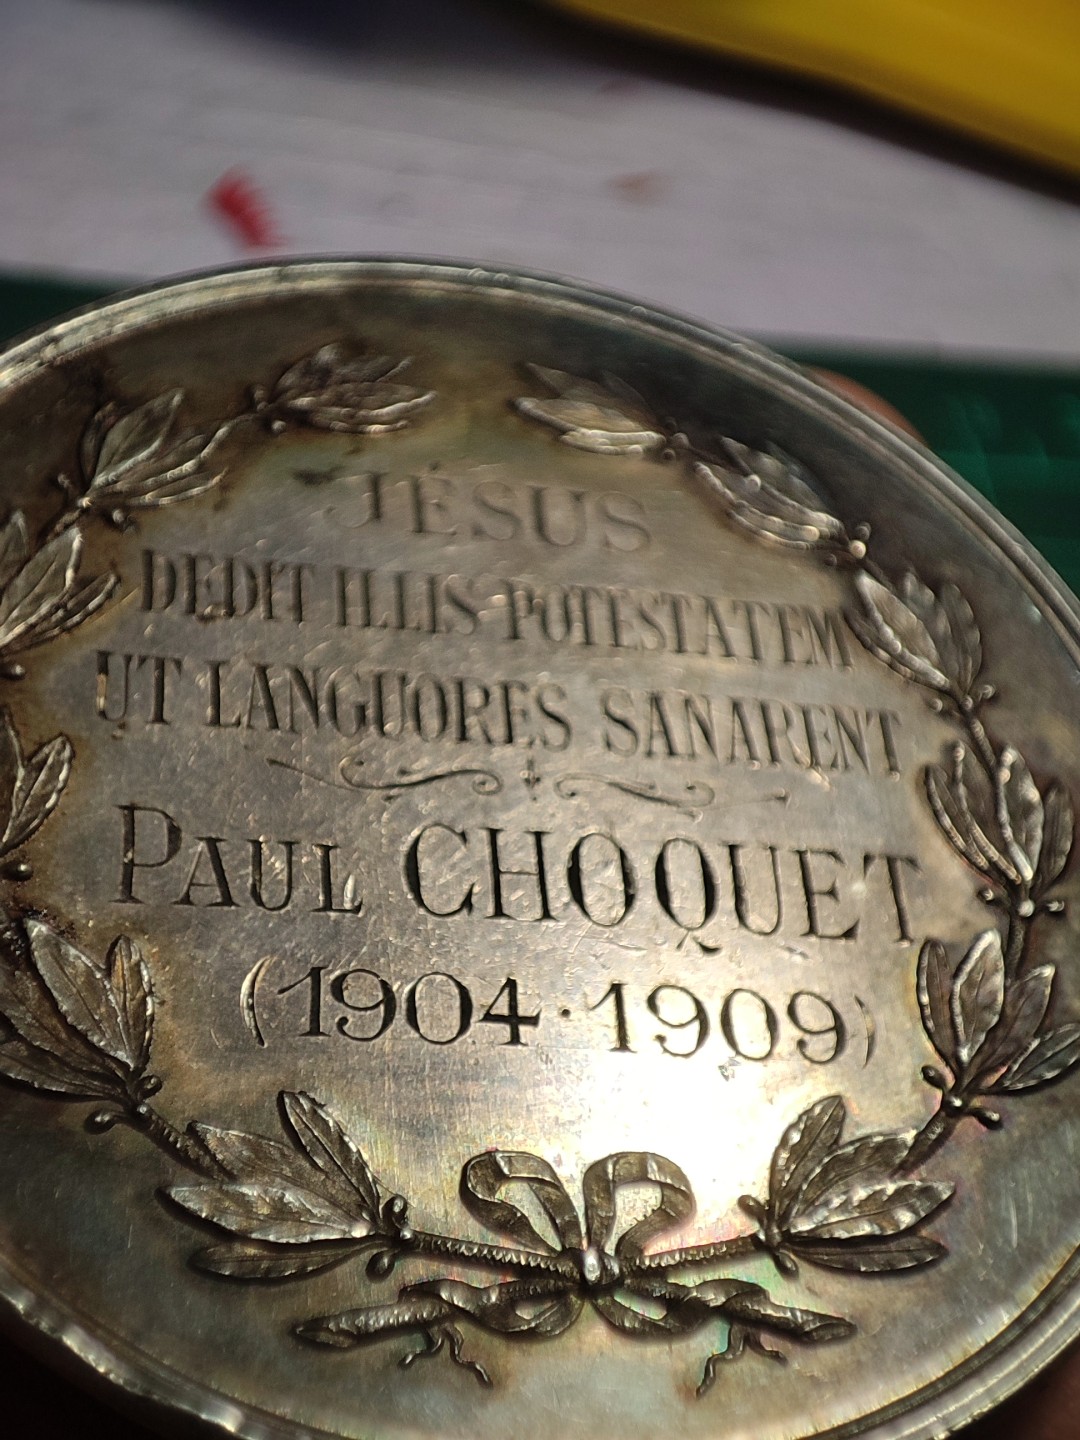 JÉSUS
DEDIT ILLIS POTESTATEM
UT LANGUORES SANARENT
PAUL CHOQUET
(1904·1909)